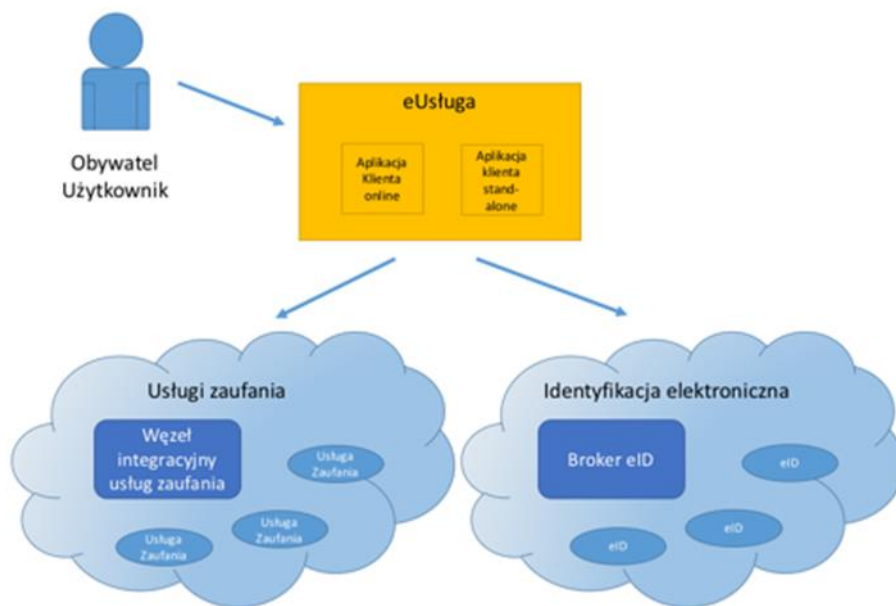 Obywatel
Użytkownik
eUsługa
Aplikacja
Klienta
online
Aplikacja
klienta
stand-
alone
Usługi zaufania
Węzeł
integracyjny
usług zaufania
Usługa
Zaufania
Usługa
Zaufania
Usługa
Zaufania
Identyfikacja elektroniczna
Broker eID
eID
eID
eID